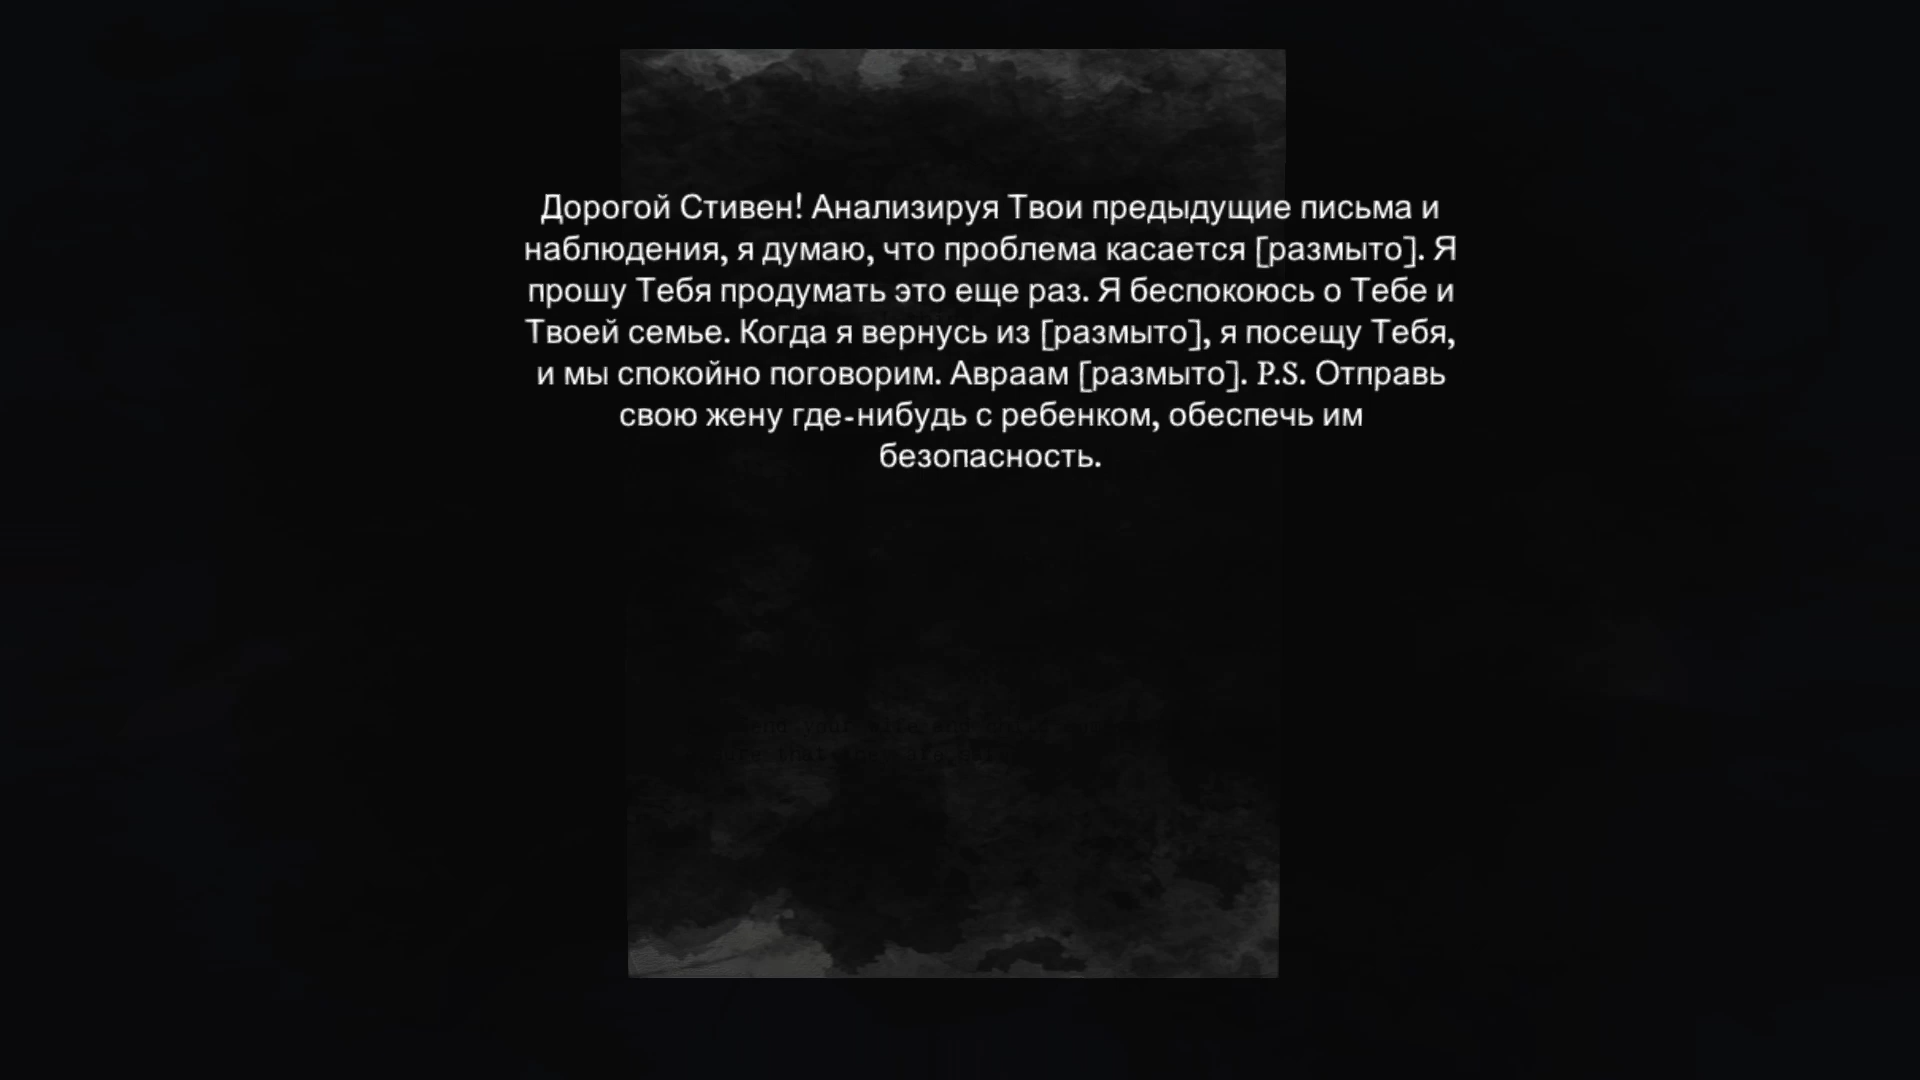 Дорогой Стивен! Анализируя Твои предыдущие письма и
наблюдения, я думаю, что проблема касается [размыто]. Я
прошу Тебя продумать это еще раз. Я беспокоюсь о Тебе и
Твоей семье. Когда я вернусь из [размыто], я посещу Тебя,
и мы спокойно поговорим. Авраам [размыто]. P.S. Отправь
свою жену где-нибудь с ребенком, обеспечь им
безопасность.